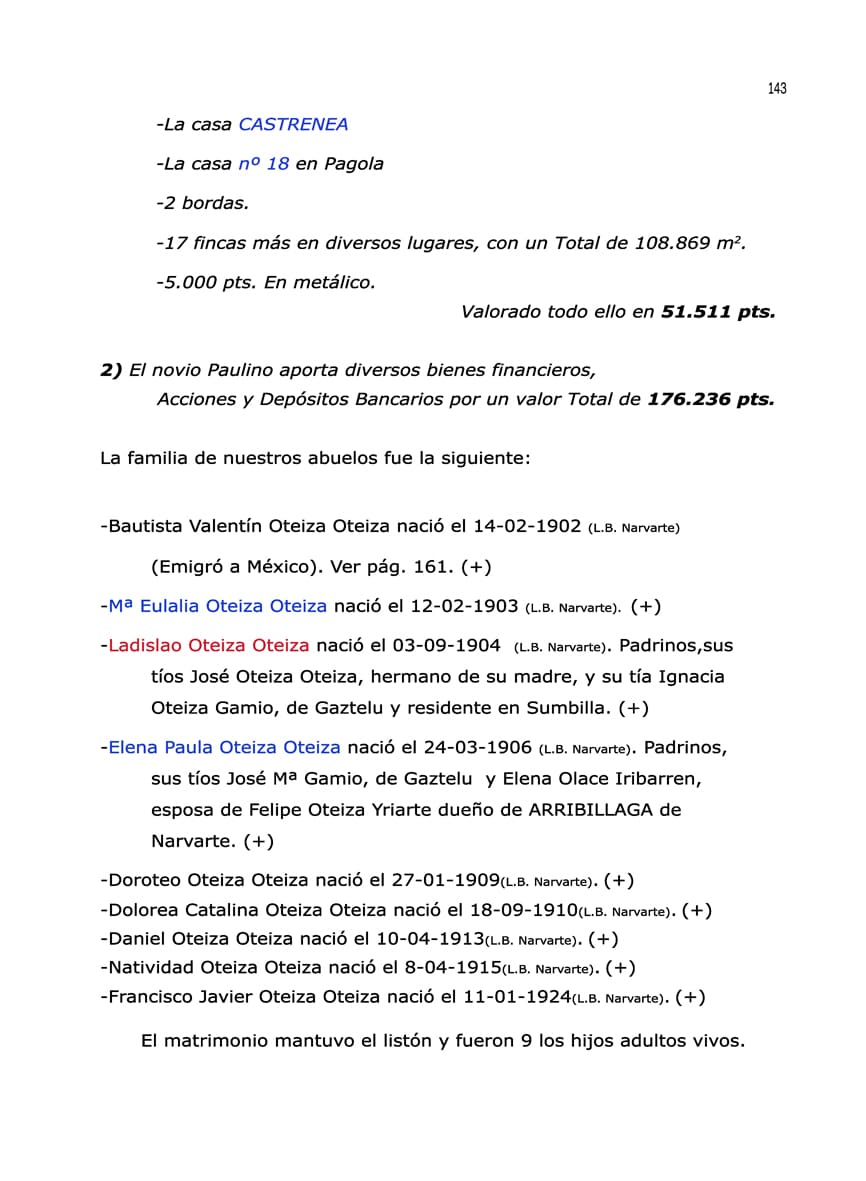 143
-La casa CASTRENEA
-La casa nº 18 en Pagola
-2 bordas.
-17 fincas más en diversos lugares, con un Total de 108.869 m².
-5.000 pts. En metálico.
Valorado todo ello en 51.511 pts.
2) El novio Paulino aporta diversos bienes financieros,
Acciones y Depósitos Bancarios por un valor Total de 176.236 pts.
La familia de nuestros abuelos fue la siguiente:
-Bautista Valentín Oteiza Oteiza nació el 14-02-1902 (L.B. Narvarte)
(Emigró a México). Ver pág. 161. (+)
-Mª Eulalia Oteiza Oteiza nació el 12-02-1903 (L.B. Narvarte). (+)
-Ladislao Oteiza Oteiza nació el 03-09-1904 (L.B. Narvarte). Padrinos,sus
tíos José Oteiza Oteiza, hermano de su madre, y su tía Ignacia
Oteiza Gamio, de Gaztelu y residente en Sumbilla. (+)
-Elena Paula Oteiza Oteiza nació el 24-03-1906 (L.B. Narvarte). Padrinos,
sus tíos José Mª Gamio, de Gaztelu y Elena Olace Iribarren,
esposa de Felipe Oteiza Yriarte dueño de ARRIBILLAGA de
Narvarte. (+)
-Doroteo Oteiza Oteiza nació el 27-01-1909(L.B. Narvarte). (+)
-Dolorea Catalina Oteiza Oteiza nació el 18-09-1910(L.B. Narvarte). (+)
-Daniel Oteiza Oteiza nació el 10-04-1913(L.B. Narvarte). (+)
-Natividad Oteiza Oteiza nació el 8-04-1915(L.B. Narvarte). (+)
-Francisco Javier Oteiza Oteiza nació el 11-01-1924(L.B. Narvarte). (+)
El matrimonio mantuvo el listón y fueron 9 los hijos adultos vivos.